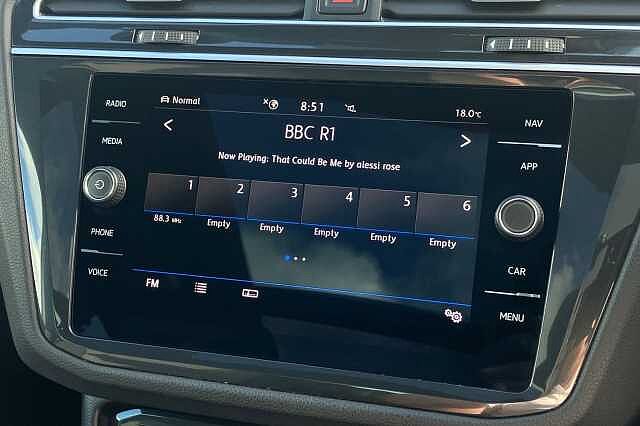 RADIO
MEDIA
PHONE
VOICE
Normal
8:51
18.0°C
BBC R1
Now Playing: That Could Be Me by alessi rose
1 2 3 4 5 6
88.3 MHz Empty Empty Empty Empty Empty
FM
NAV
APP
CAR
MENU